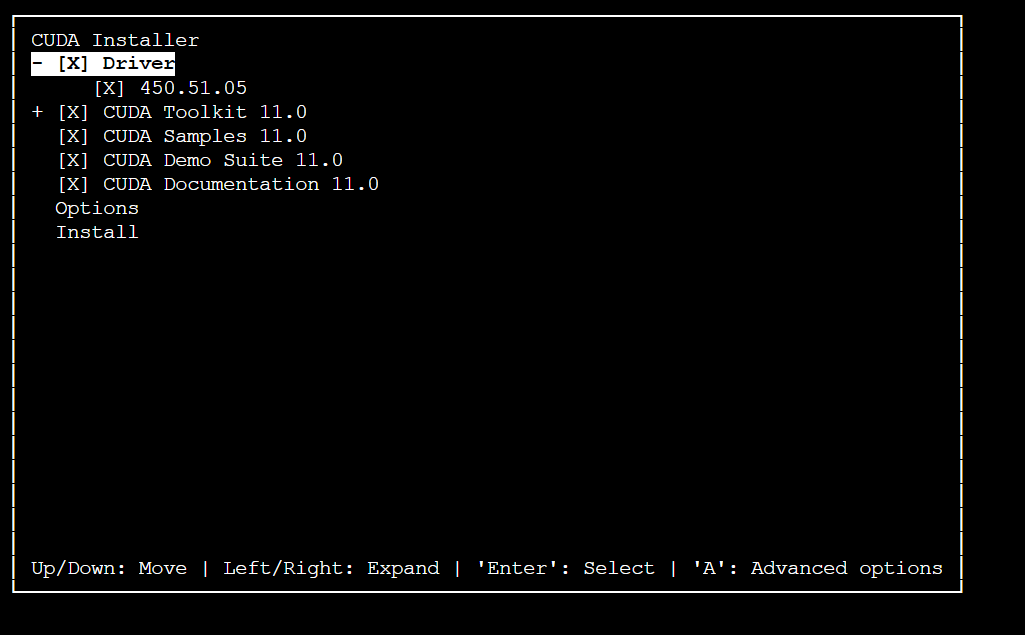 CUDA Installer
- [X] Driver
[X] 450.51.05
+ [X] CUDA Toolkit 11.0
[X] CUDA Samples 11.0
[X] CUDA Demo Suite 11.0
[X] CUDA Documentation 11.0
Options
Install
Up/Down: Move | Left/Right: Expand | 'Enter': Select | 'A': Advanced options